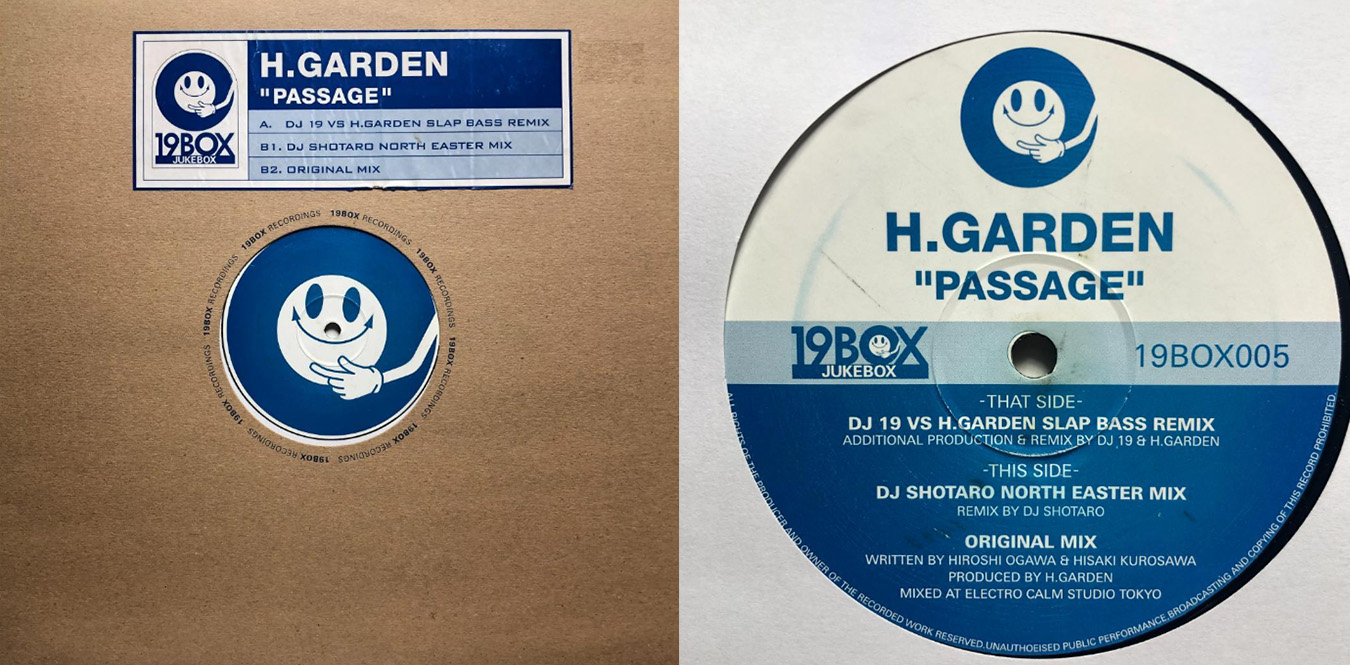 H.GARDEN
"PASSAGE"
A. DJ 19 VS H.GARDEN SLAP BASS REMIX
B1. DJ SHOTARO NORTH EASTER MIX
B2. ORIGINAL MIX
19BOX
JUKEBOX
19BOX RECORDINGS 19BOX RECORDINGS 19BOX RECORDINGS 19BOX RECORDINGS 19BOX RECORDINGS 19BOX RECORDINGS 19BOX RECORDINGS
H.GARDEN
"PASSAGE"
19BOX
JUKEBOX
19BOX005
-THAT SIDE-
DJ 19 VS H.GARDEN SLAP BASS REMIX
ADDITIONAL PRODUCTION & REMIX BY DJ 19 & H.GARDEN
-THIS SIDE-
DJ SHOTARO NORTH EASTER MIX
REMIX BY DJ SHOTARO
ORIGINAL MIX
WRITTEN BY HIROSHI OGAWA & HISAKI KUROSAWA
PRODUCED BY H.GARDEN
MIXED AT ELECTRO CALM STUDIO TOKYO
ALL RIGHTS OF THE PRODUCER AND OWNER OF THE RECORDED WORK RESERVED.UNAUTHOEISED PUBLIC PERFORMANCE.BROADCASTING AND COPYING OF THIS RECORD PROHIBITED.